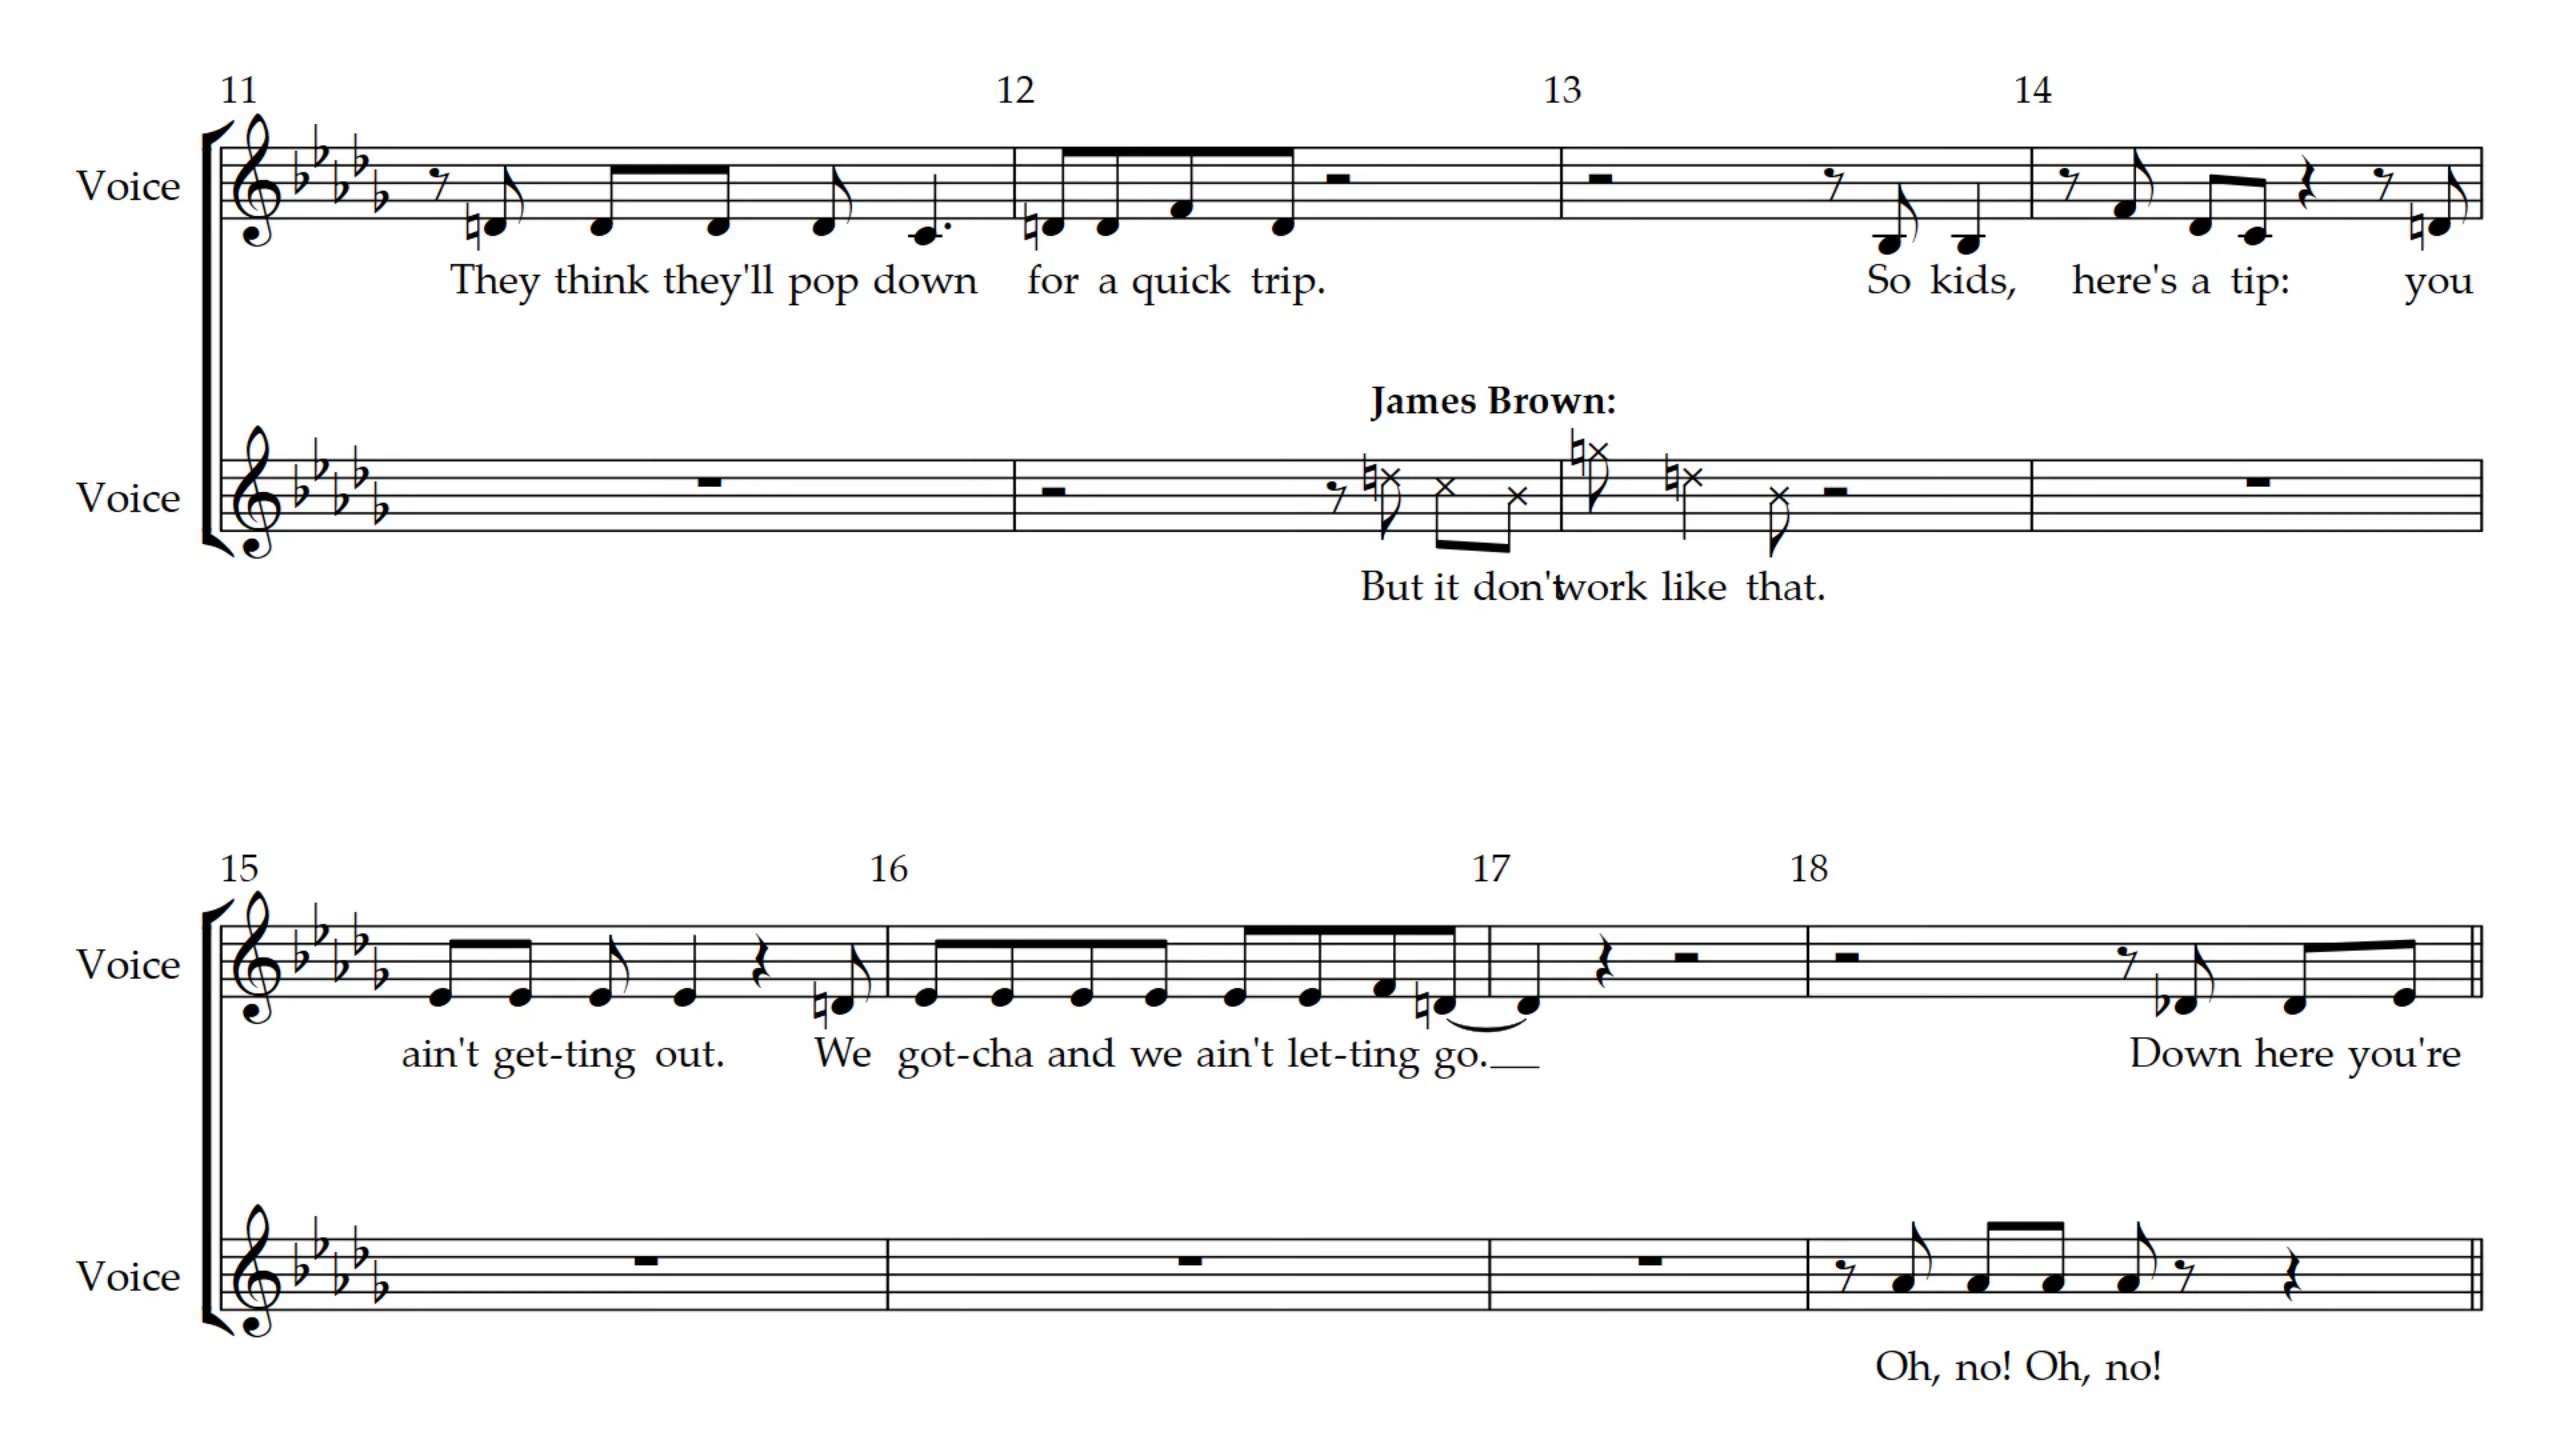 11 12 13 14
Voice
They think they'll pop down for a quick trip. So kids, here's a tip: you
James Brown:
Voice
But it don't work like that.
15 16 17 18
Voice
ain't get-ting out. We got-cha and we ain't let-ting go.__ Down here you're
Voice
Oh, no! Oh, no!